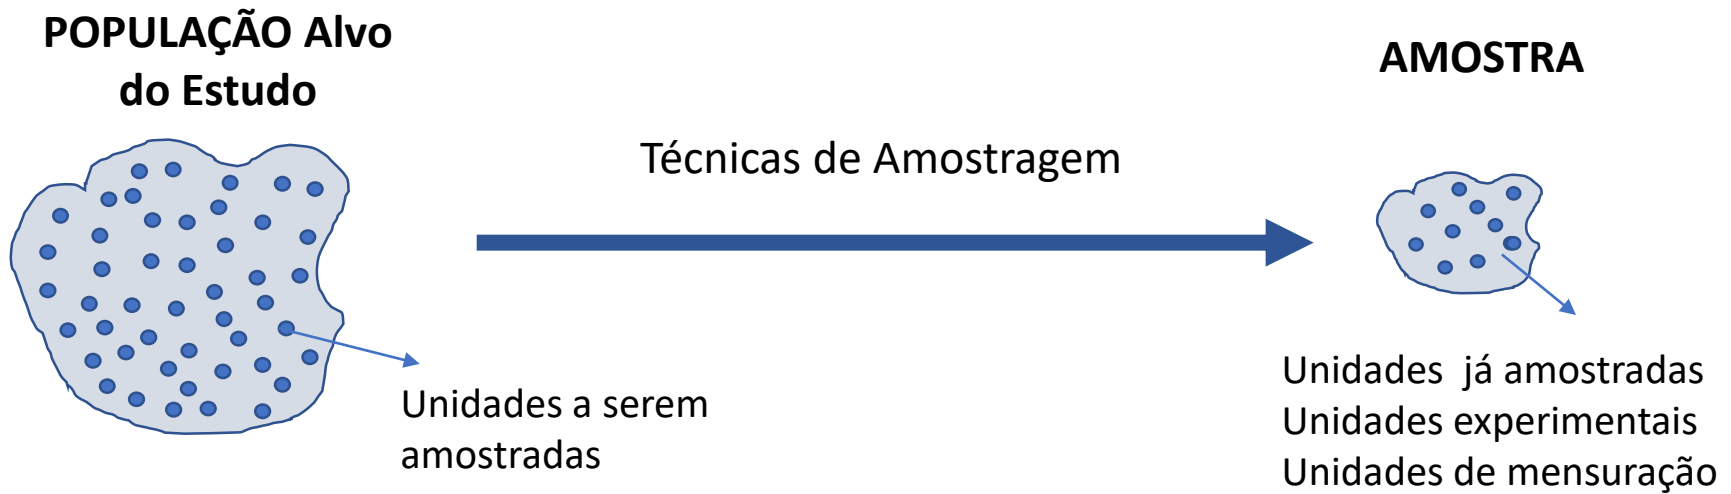 POPULAÇÃO Alvo
do Estudo
AMOSTRA
Técnicas de Amostragem
Unidades a serem
amostradas
Unidades já amostradas
Unidades experimentais
Unidades de mensuração